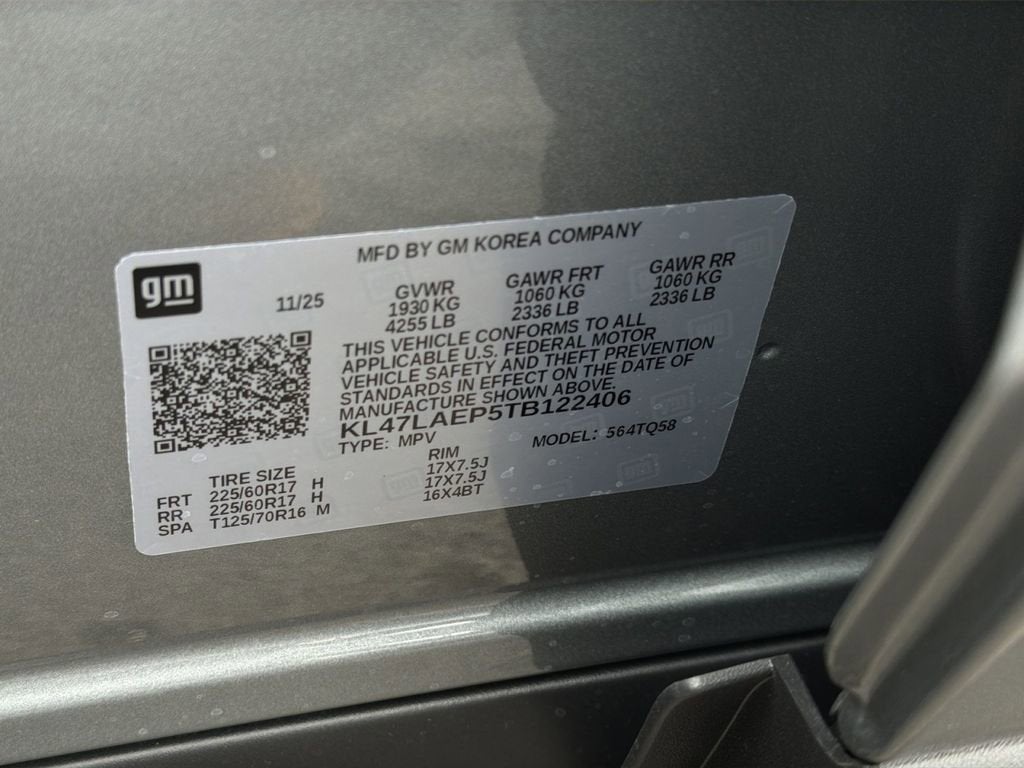 gm
MFD BY GM KOREA COMPANY
11/25 GVWR GAWR FRT GAWR RR
1930 KG 1060 KG 1060 KG
4255 LB 2336 LB 2336 LB
THIS VEHICLE CONFORMS TO ALL
APPLICABLE U.S. FEDERAL MOTOR
VEHICLE SAFETY AND THEFT PREVENTION
STANDARDS IN EFFECT ON THE DATE OF
MANUFACTURE SHOWN ABOVE.
KL47LAEP5TB122406
TYPE: MPV MODEL: 564TQ58
TIRE SIZE RIM
FRT 225/60R17 H 17X7.5J
RR 225/60R17 H 17X7.5J
SPA T125/70R16 M 16X4BT